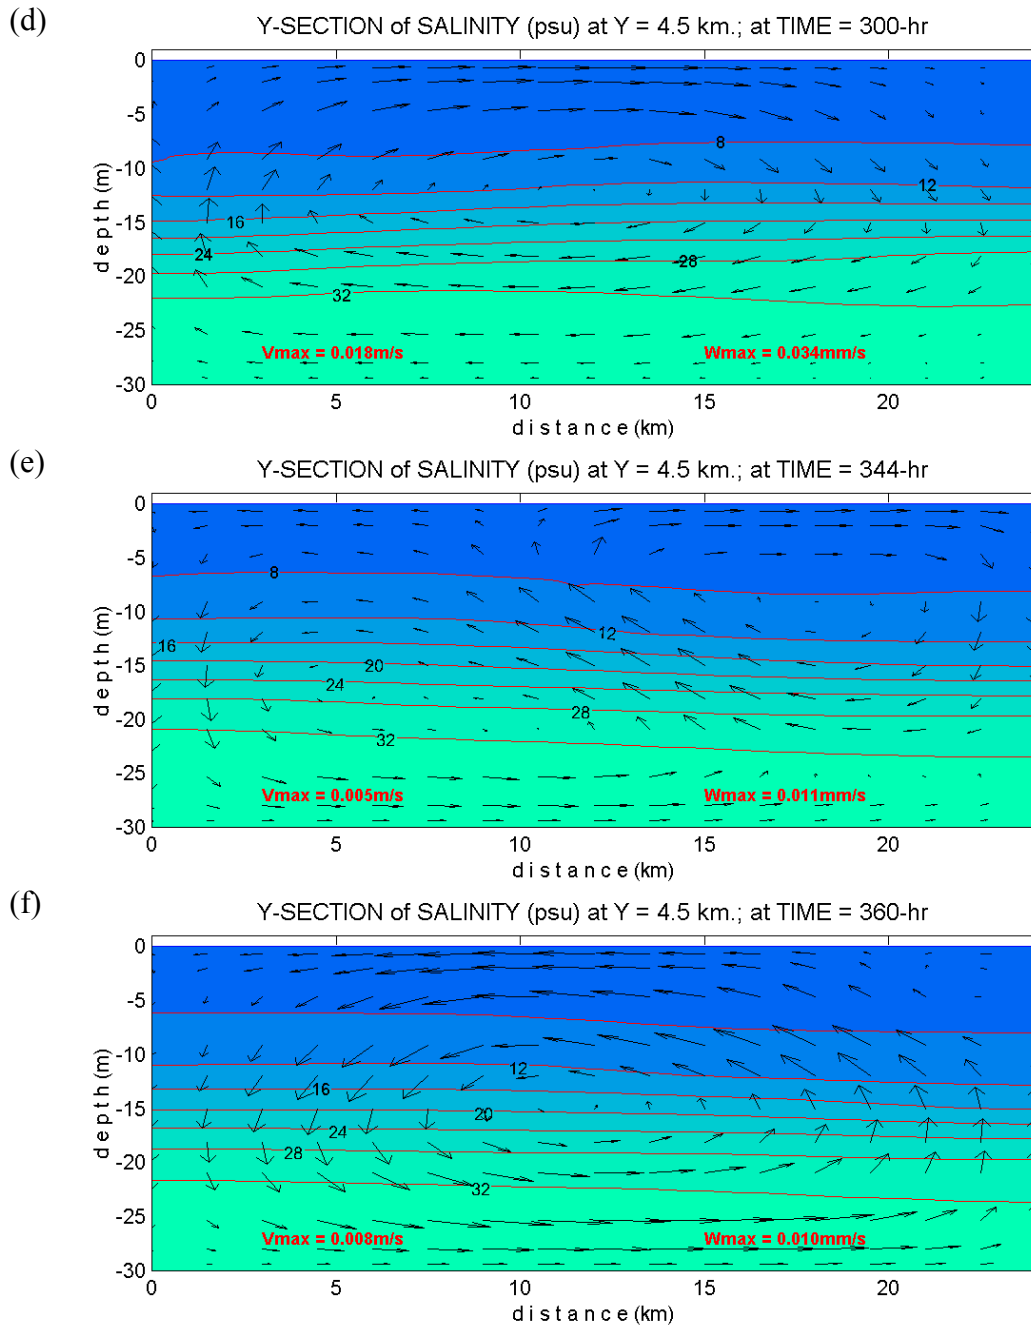 (d)
Y-SECTION of SALINITY (psu) at Y = 4.5 km.; at TIME = 300-hr
0
-5
-10
-15
-20
-25
-30
depth (m)
8
12
16
24
28
32
Vmax = 0.018m/s
Wmax = 0.034mm/s
0 5 10 15 20
distance (km)
(e)
Y-SECTION of SALINITY (psu) at Y = 4.5 km.; at TIME = 344-hr
0
-5
-10
-15
-20
-25
-30
depth (m)
8
12
16
20
24
28
32
Vmax = 0.005m/s
Wmax = 0.011mm/s
0 5 10 15 20
distance (km)
(f)
Y-SECTION of SALINITY (psu) at Y = 4.5 km.; at TIME = 360-hr
0
-5
-10
-15
-20
-25
-30
depth (m)
12
16
20
24
28
32
Vmax = 0.008m/s
Wmax = 0.010mm/s
0 5 10 15 20
distance (km)